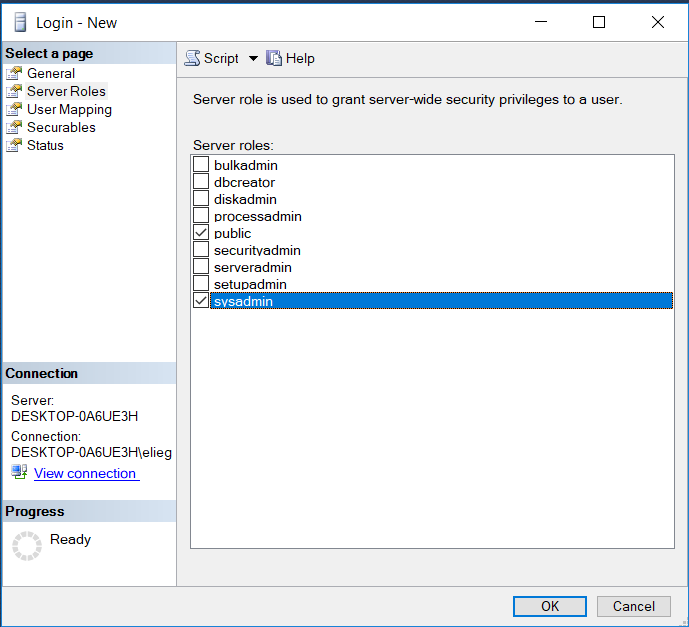 Login - New
Select a page
General
Server Roles
User Mapping
Securables
Status
Connection
Server:
DESKTOP-0A6UE3H
Connection:
DESKTOP-0A6UE3H\elieg
View connection
Progress
Ready
Script
Help
Server role is used to grant server-wide security privileges to a user.
Server roles:
bulkadmin
dbcreator
diskadmin
processadmin
public
securityadmin
serveradmin
setupadmin
sysadmin
OK
Cancel